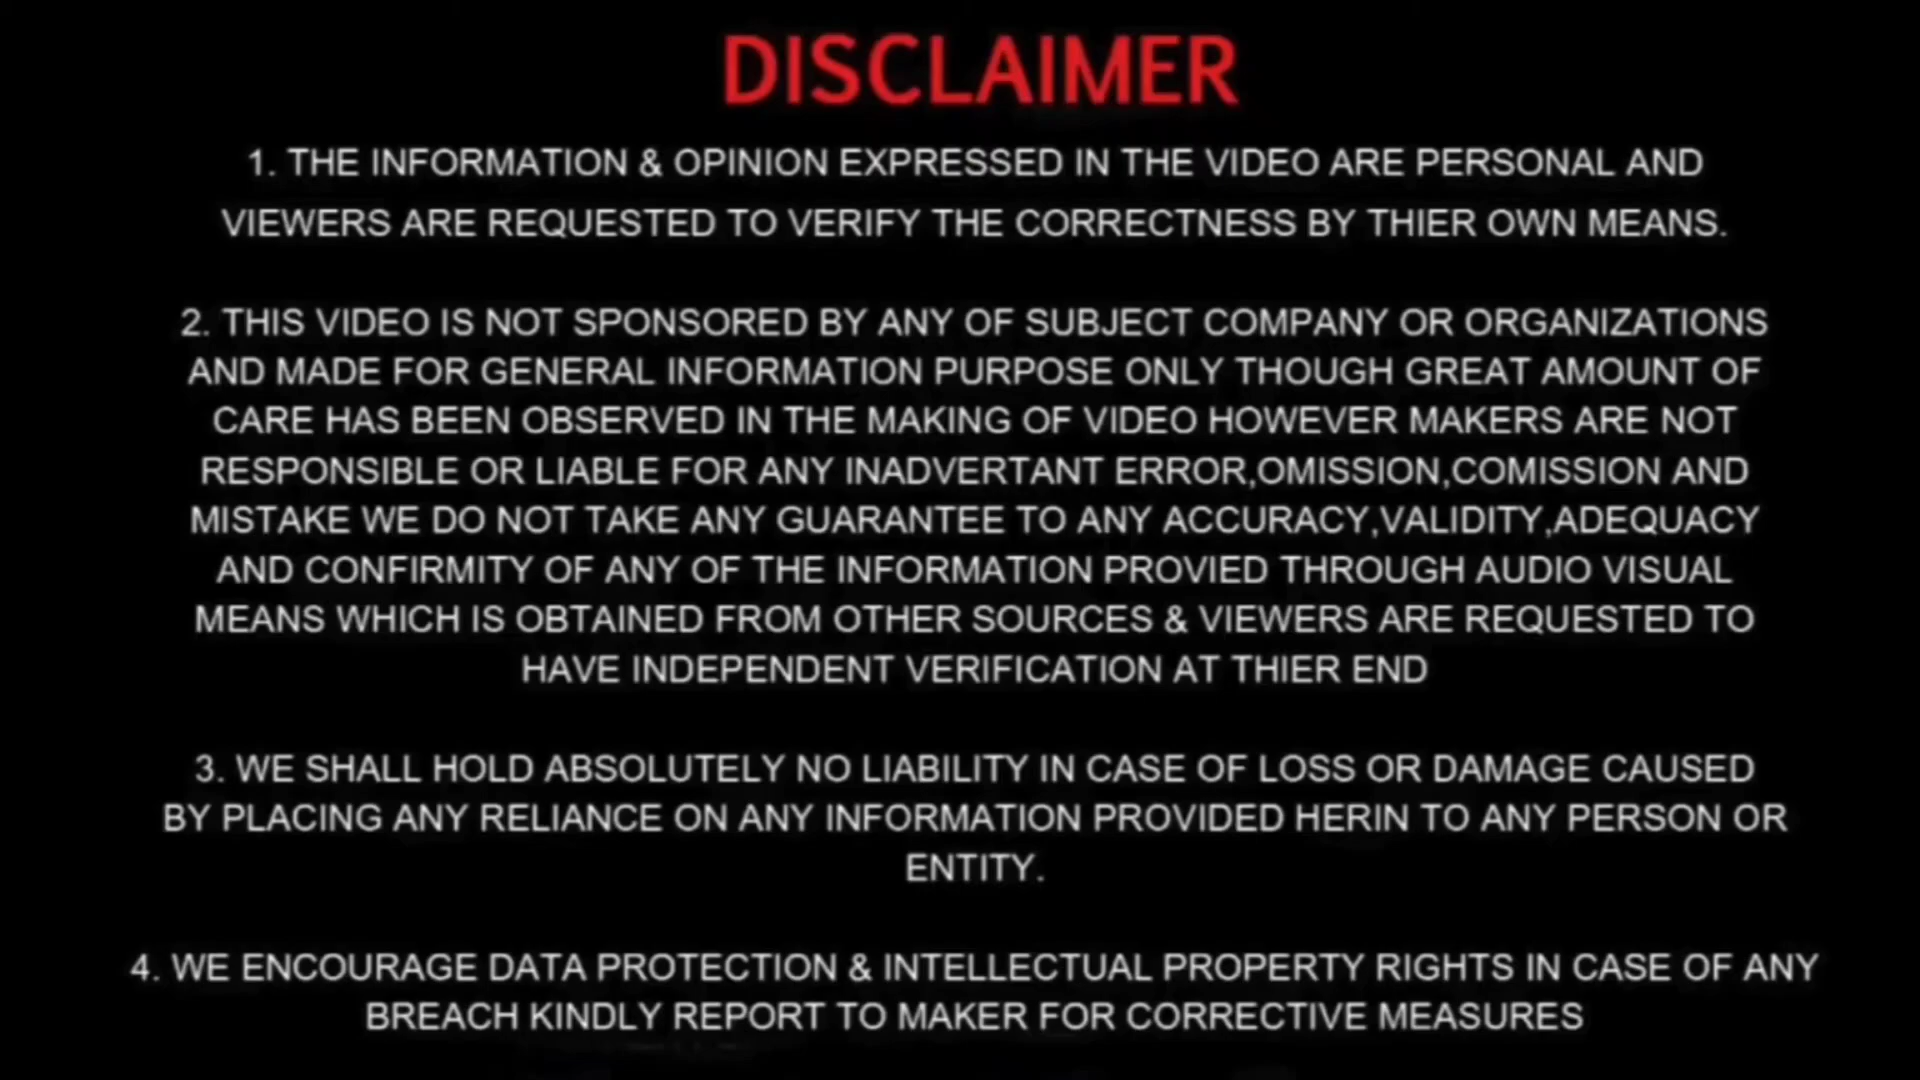 DISCLAIMER
1. THE INFORMATION & OPINION EXPRESSED IN THE VIDEO ARE PERSONAL AND
VIEWERS ARE REQUESTED TO VERIFY THE CORRECTNESS BY THIER OWN MEANS.
2. THIS VIDEO IS NOT SPONSORED BY ANY OF SUBJECT COMPANY OR ORGANIZATIONS
AND MADE FOR GENERAL INFORMATION PURPOSE ONLY THOUGH GREAT AMOUNT OF
CARE HAS BEEN OBSERVED IN THE MAKING OF VIDEO HOWEVER MAKERS ARE NOT
RESPONSIBLE OR LIABLE FOR ANY INADVERTANT ERROR,OMISSION,COMISSION AND
MISTAKE WE DO NOT TAKE ANY GUARANTEE TO ANY ACCURACY,VALIDITY,ADEQUACY
AND CONFIRMITY OF ANY OF THE INFORMATION PROVIED THROUGH AUDIO VISUAL
MEANS WHICH IS OBTAINED FROM OTHER SOURCES & VIEWERS ARE REQUESTED TO
HAVE INDEPENDENT VERIFICATION AT THIER END
3. WE SHALL HOLD ABSOLUTELY NO LIABILITY IN CASE OF LOSS OR DAMAGE CAUSED
BY PLACING ANY RELIANCE ON ANY INFORMATION PROVIDED HERIN TO ANY PERSON OR
ENTITY.
4. WE ENCOURAGE DATA PROTECTION & INTELLECTUAL PROPERTY RIGHTS IN CASE OF ANY
BREACH KINDLY REPORT TO MAKER FOR CORRECTIVE MEASURES